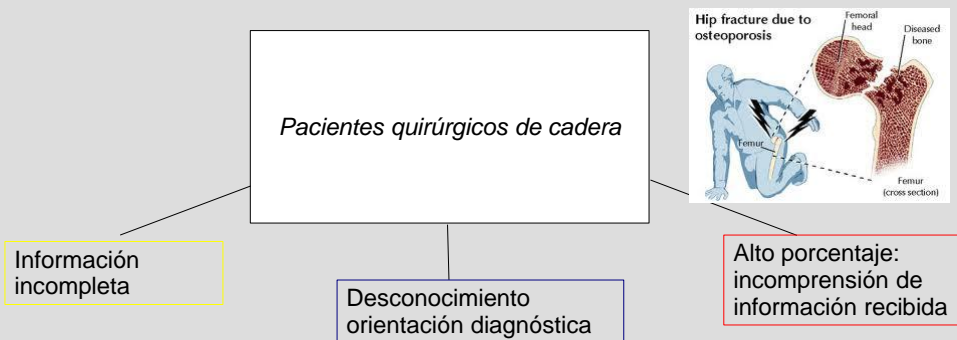 Hip fracture due to
osteoporosis
Femoral
head
Diseased
bone
Femur
Femur
(cross section)
Pacientes quirúrgicos de cadera
Información
incompleta
Desconocimiento
orientación diagnóstica
Alto porcentaje:
incomprensión de
información recibida